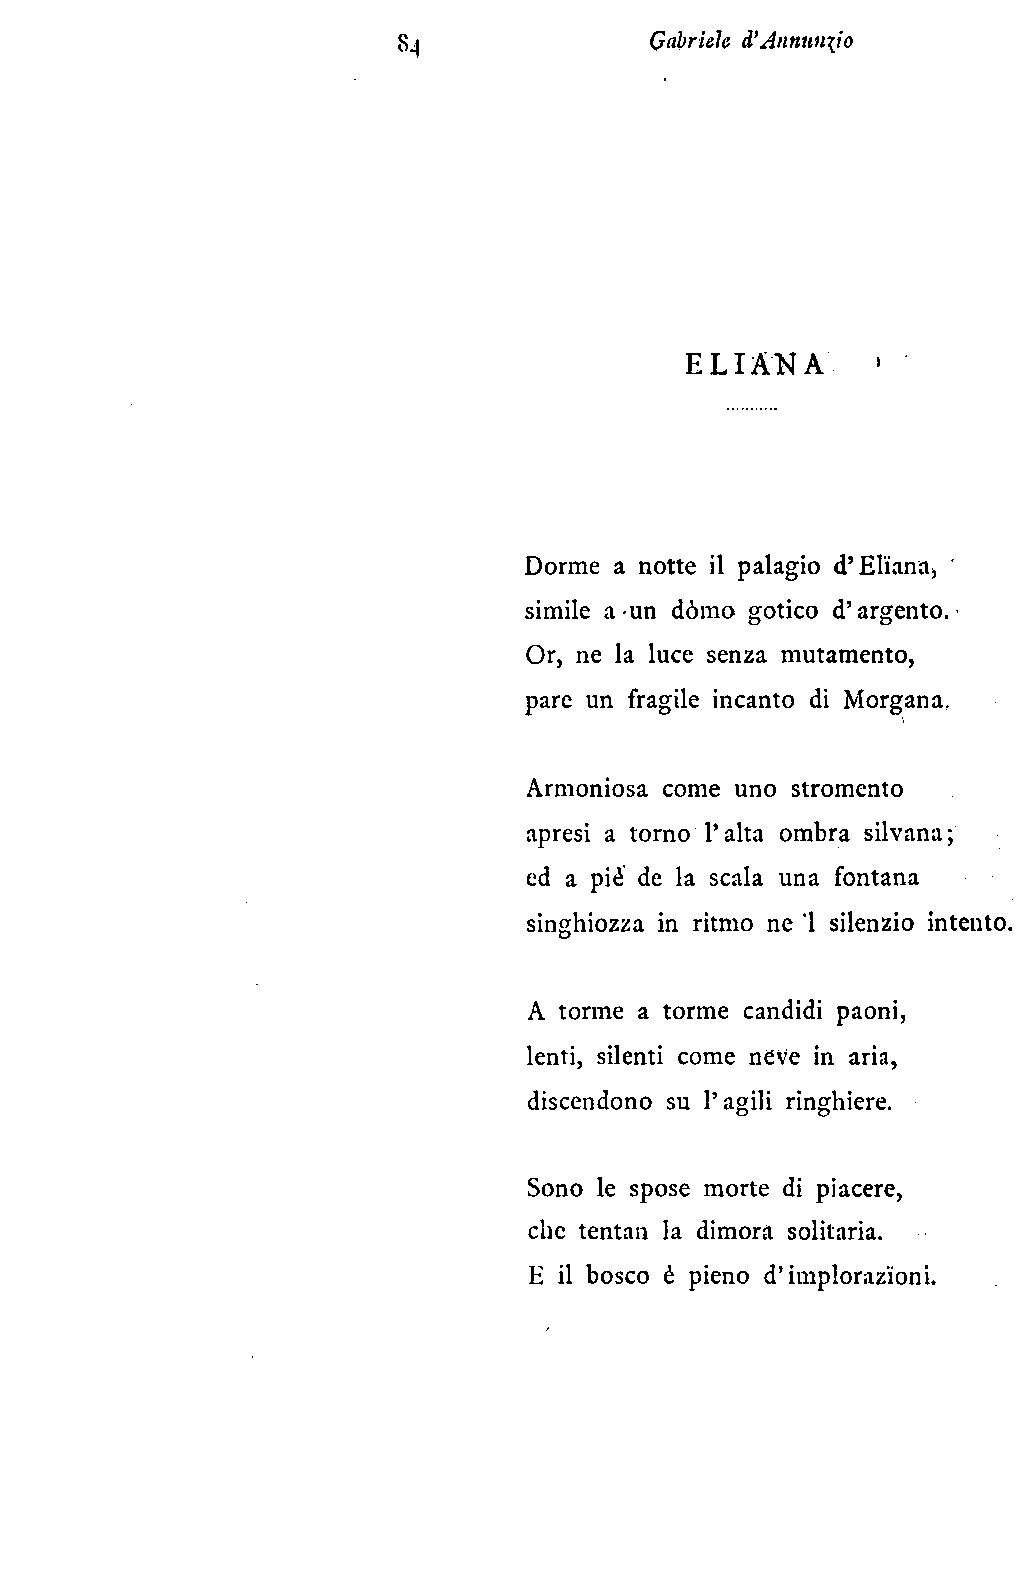 84 Gabriele d'Annunzio
ELIANA
Dorme a notte il palagio d'Elïana,
simile a un dòmo gotico d'argento.
Or, ne la luce senza mutamento,
pare un fragile incanto di Morgana.
Armoniosa come uno stromento
apresi a torno l'alta ombra silvana;
ed a piè de la scala una fontana
singhiozza in ritmo ne 'l silenzio intento.
A torme a torme candidi paoni,
lenti, silenti come neve in aria,
discendono su l'agili ringhiere.
Sono le spose morte di piacere,
che tentan la dimora solitaria.
E il bosco è pieno d'implorazïoni.